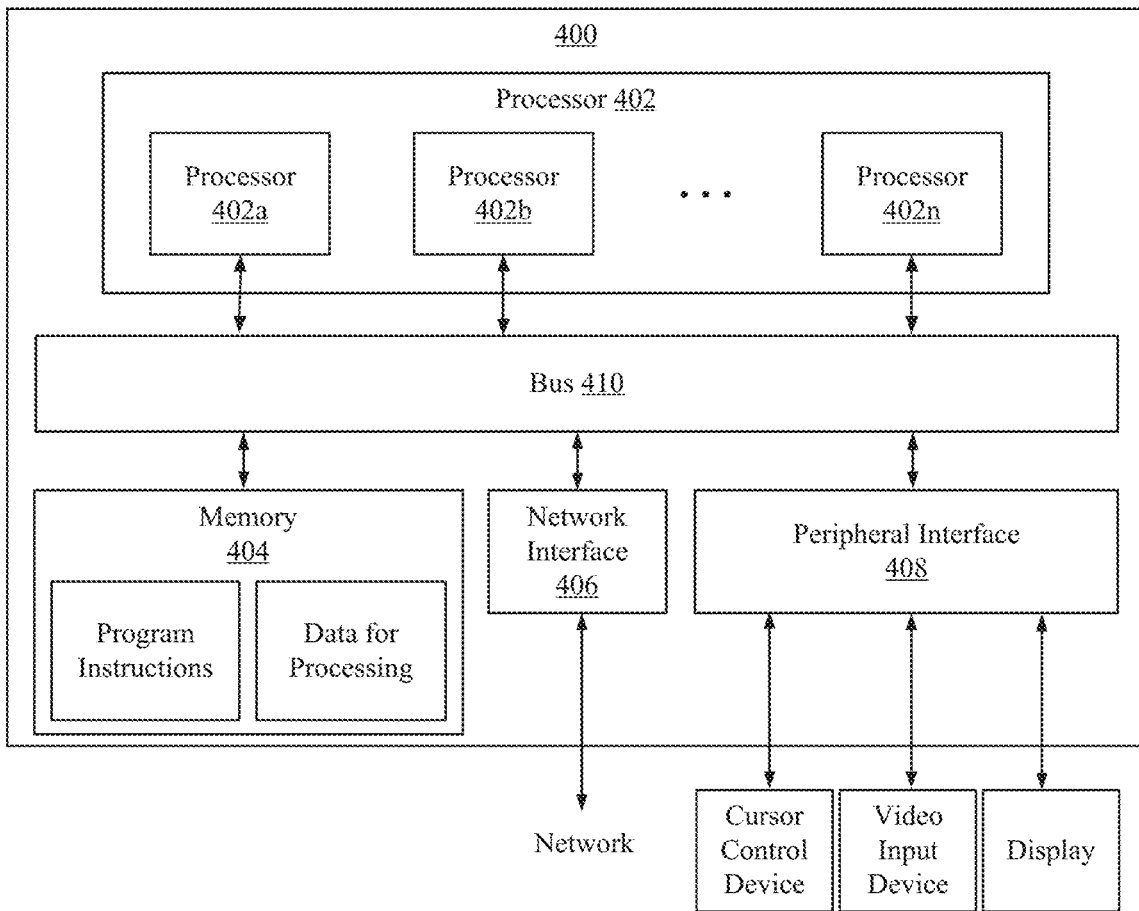 400
Processor 402
Processor
402a
Processor
402b
. . .
Processor
402n
Bus 410
Memory
404
Program
Instructions
Data for
Processing
Network
Interface
406
Peripheral Interface
408
Network
Cursor
Control
Device
Video
Input
Device
Display